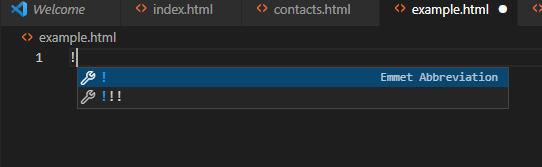 Welcome index.html contacts.html example.html
example.html
1 !
! Emmet Abbreviation
!!!